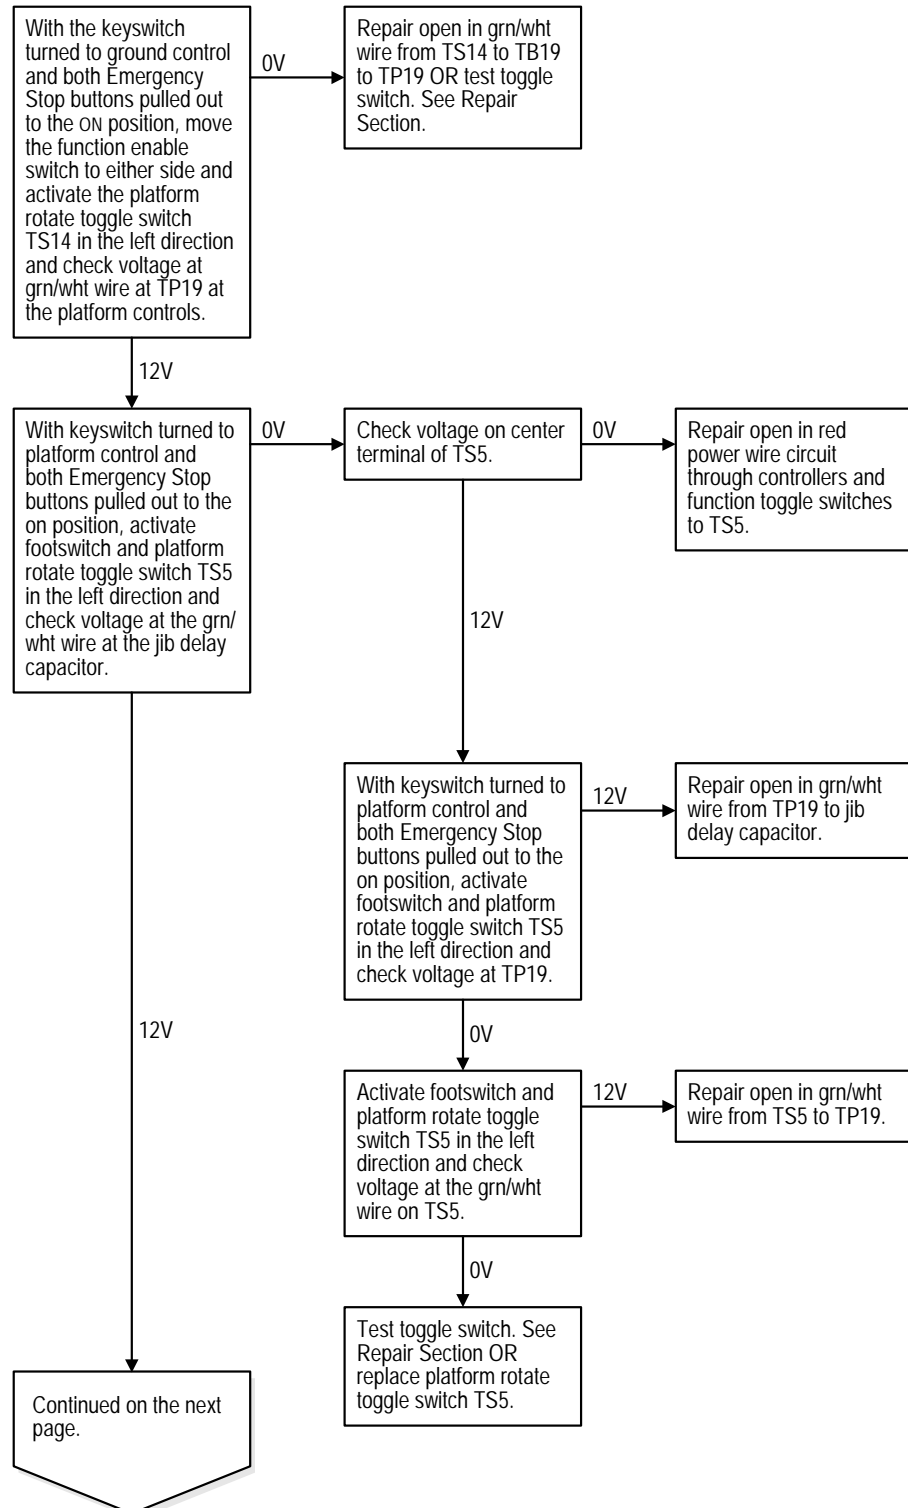 With the keyswitch
turned to ground control
and both Emergency
Stop buttons pulled out
to the ON position, move
the function enable
switch to either side and
activate the platform
rotate toggle switch
TS14 in the left direction
and check voltage at
grn/wht wire at TP19 at
the platform controls.
0V
Repair open in grn/wht
wire from TS14 to TB19
to TP19 OR test toggle
switch. See Repair
Section.
12V
With keyswitch turned to
platform control and
both Emergency Stop
buttons pulled out to the
on position, activate
footswitch and platform
rotate toggle switch TS5
in the left direction and
check voltage at the grn/
wht wire at the jib delay
capacitor.
0V
Check voltage on center
terminal of TS5.
0V
Repair open in red
power wire circuit
through controllers and
function toggle switches
to TS5.
12V
With keyswitch turned to
platform control and
both Emergency Stop
buttons pulled out to the
on position, activate
footswitch and platform
rotate toggle switch TS5
in the left direction and
check voltage at TP19.
12V
Repair open in grn/wht
wire from TP19 to jib
delay capacitor.
12V
0V
Activate footswitch and
platform rotate toggle
switch TS5 in the left
direction and check
voltage at the grn/wht
wire on TS5.
12V
Repair open in grn/wht
wire from TS5 to TP19.
0V
Test toggle switch. See
Repair Section OR
replace platform rotate
toggle switch TS5.
Continued on the next
page.